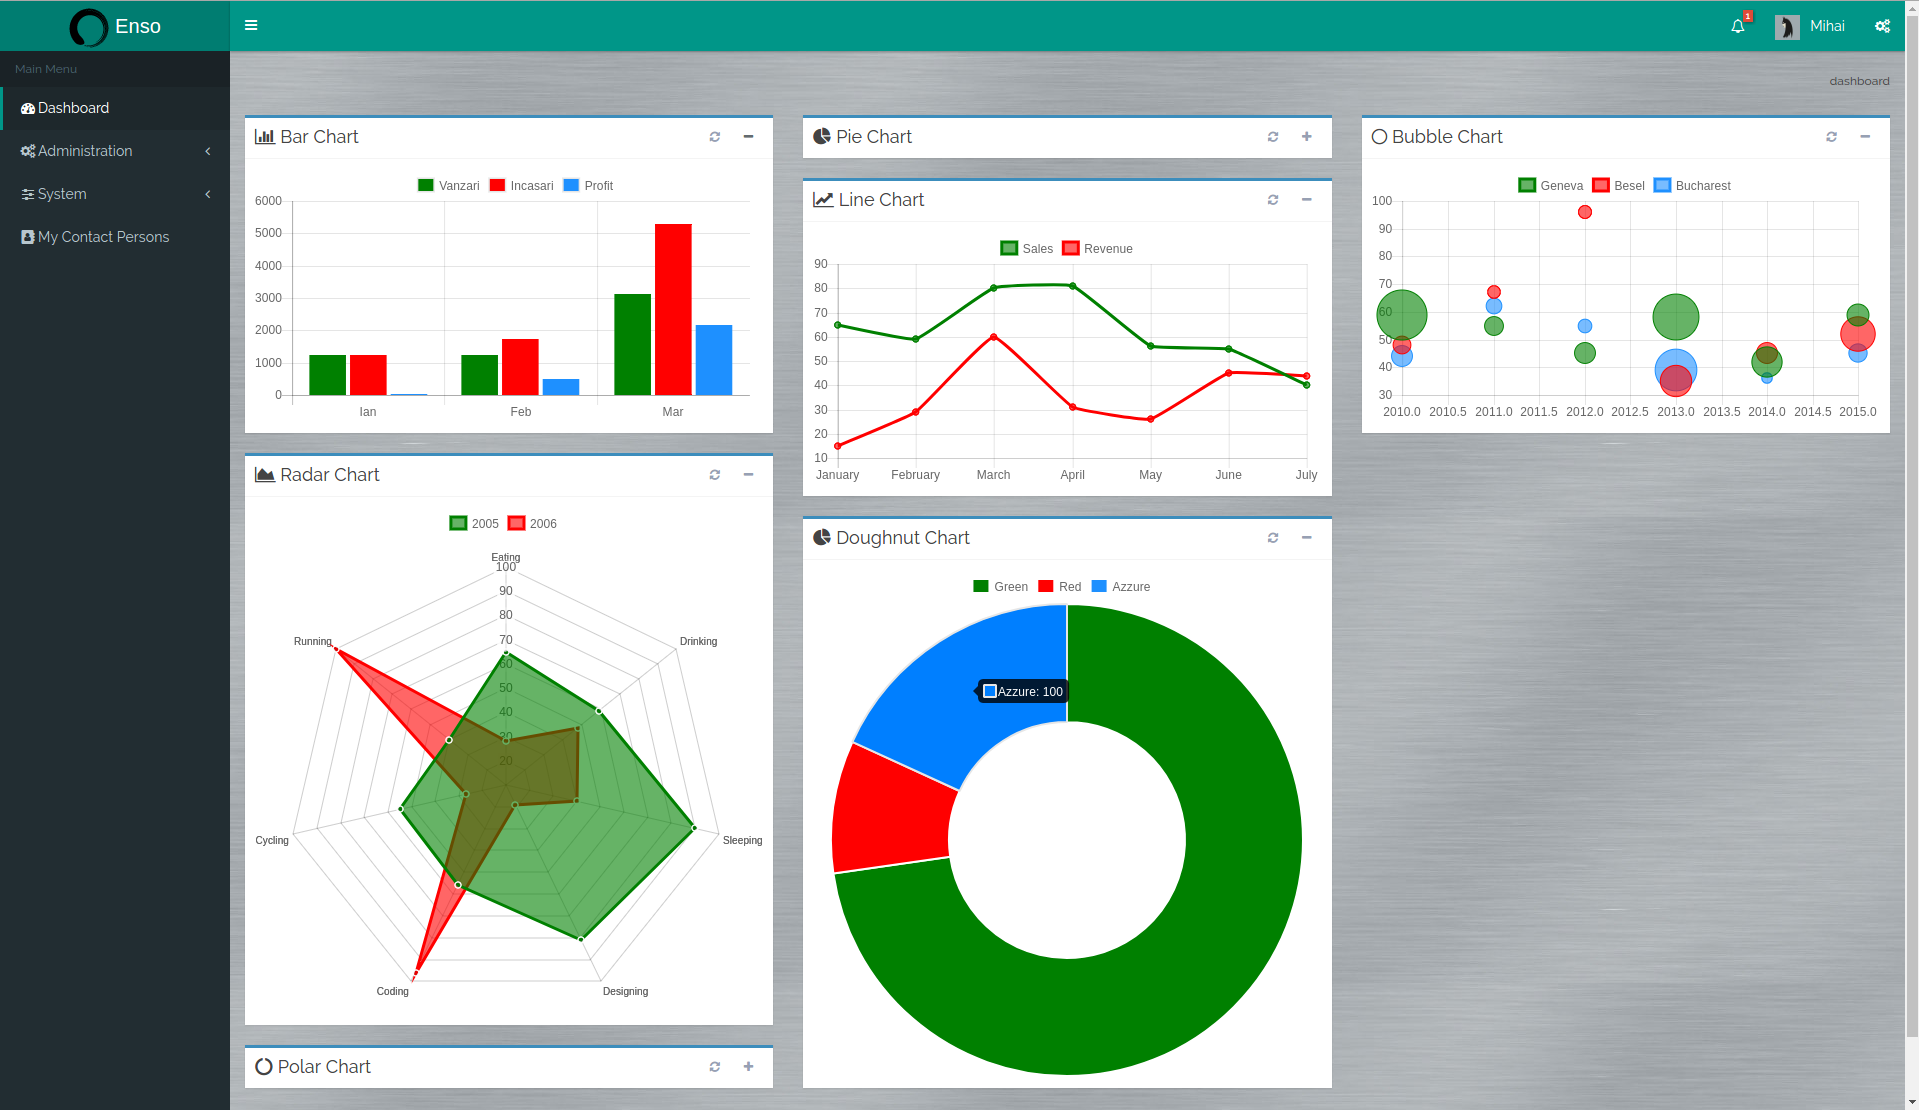 Enso
1
Mihai
Main Menu
dashboard
Dashboard
Administration
System
My Contact Persons
Bar Chart
Vanzari Incasari Profit
6000
5000
4000
3000
2000
1000
0
Ian Feb Mar
Radar Chart
2005 2006
Eating
100
90
80
70
60
50
40
30
20
Running
Drinking
Cycling
Sleeping
Coding
Designing
Polar Chart
Pie Chart
Line Chart
Sales Revenue
90
80
70
60
50
40
30
20
10
January February March April May June July
Doughnut Chart
Green Red Azzure
Azzure: 100
Bubble Chart
Geneva Besel Bucharest
100
90
80
70
60
50
40
30
2010.0 2010.5 2011.0 2011.5 2012.0 2012.5 2013.0 2013.5 2014.0 2014.5 2015.0